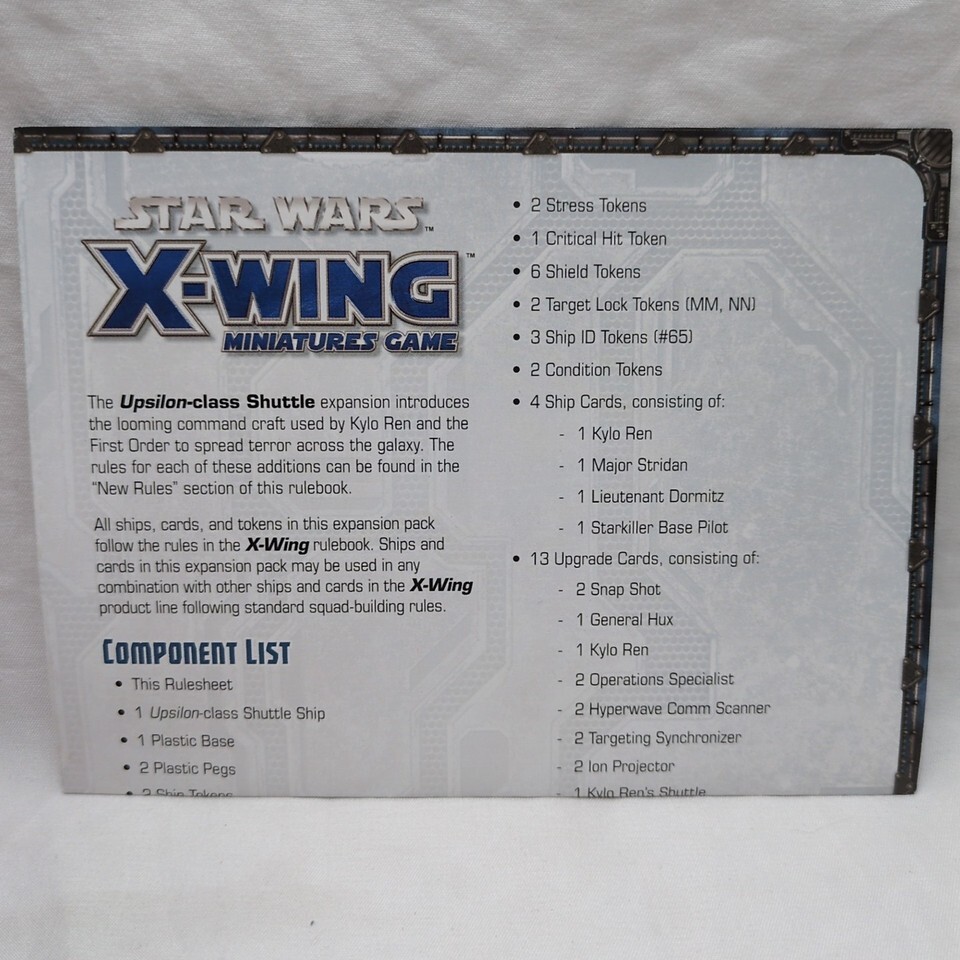 STAR WARS™
X-WING™
MINIATURES GAME
The Upsilon-class Shuttle expansion introduces
the looming command craft used by Kylo Ren and the
First Order to spread terror across the galaxy. The
rules for each of these additions can be found in the
“New Rules” section of this rulebook.
All ships, cards, and tokens in this expansion pack
follow the rules in the X-Wing rulebook. Ships and
cards in this expansion pack may be used in any
combination with other ships and cards in the X-Wing
product line following standard squad-building rules.
COMPONENT LIST
• This Rulesheet
• 1 Upsilon-class Shuttle Ship
• 1 Plastic Base
• 2 Plastic Pegs
• 2 Ship Tokens
• 2 Stress Tokens
• 1 Critical Hit Token
• 6 Shield Tokens
• 2 Target Lock Tokens (MM, NN)
• 3 Ship ID Tokens (#65)
• 2 Condition Tokens
• 4 Ship Cards, consisting of:
- 1 Kylo Ren
- 1 Major Stridan
- 1 Lieutenant Dormitz
- 1 Starkiller Base Pilot
• 13 Upgrade Cards, consisting of:
- 2 Snap Shot
- 1 General Hux
- 1 Kylo Ren
- 2 Operations Specialist
- 2 Hyperwave Comm Scanner
- 2 Targeting Synchronizer
- 2 Ion Projector
- 1 Kylo Ren's Shuttle